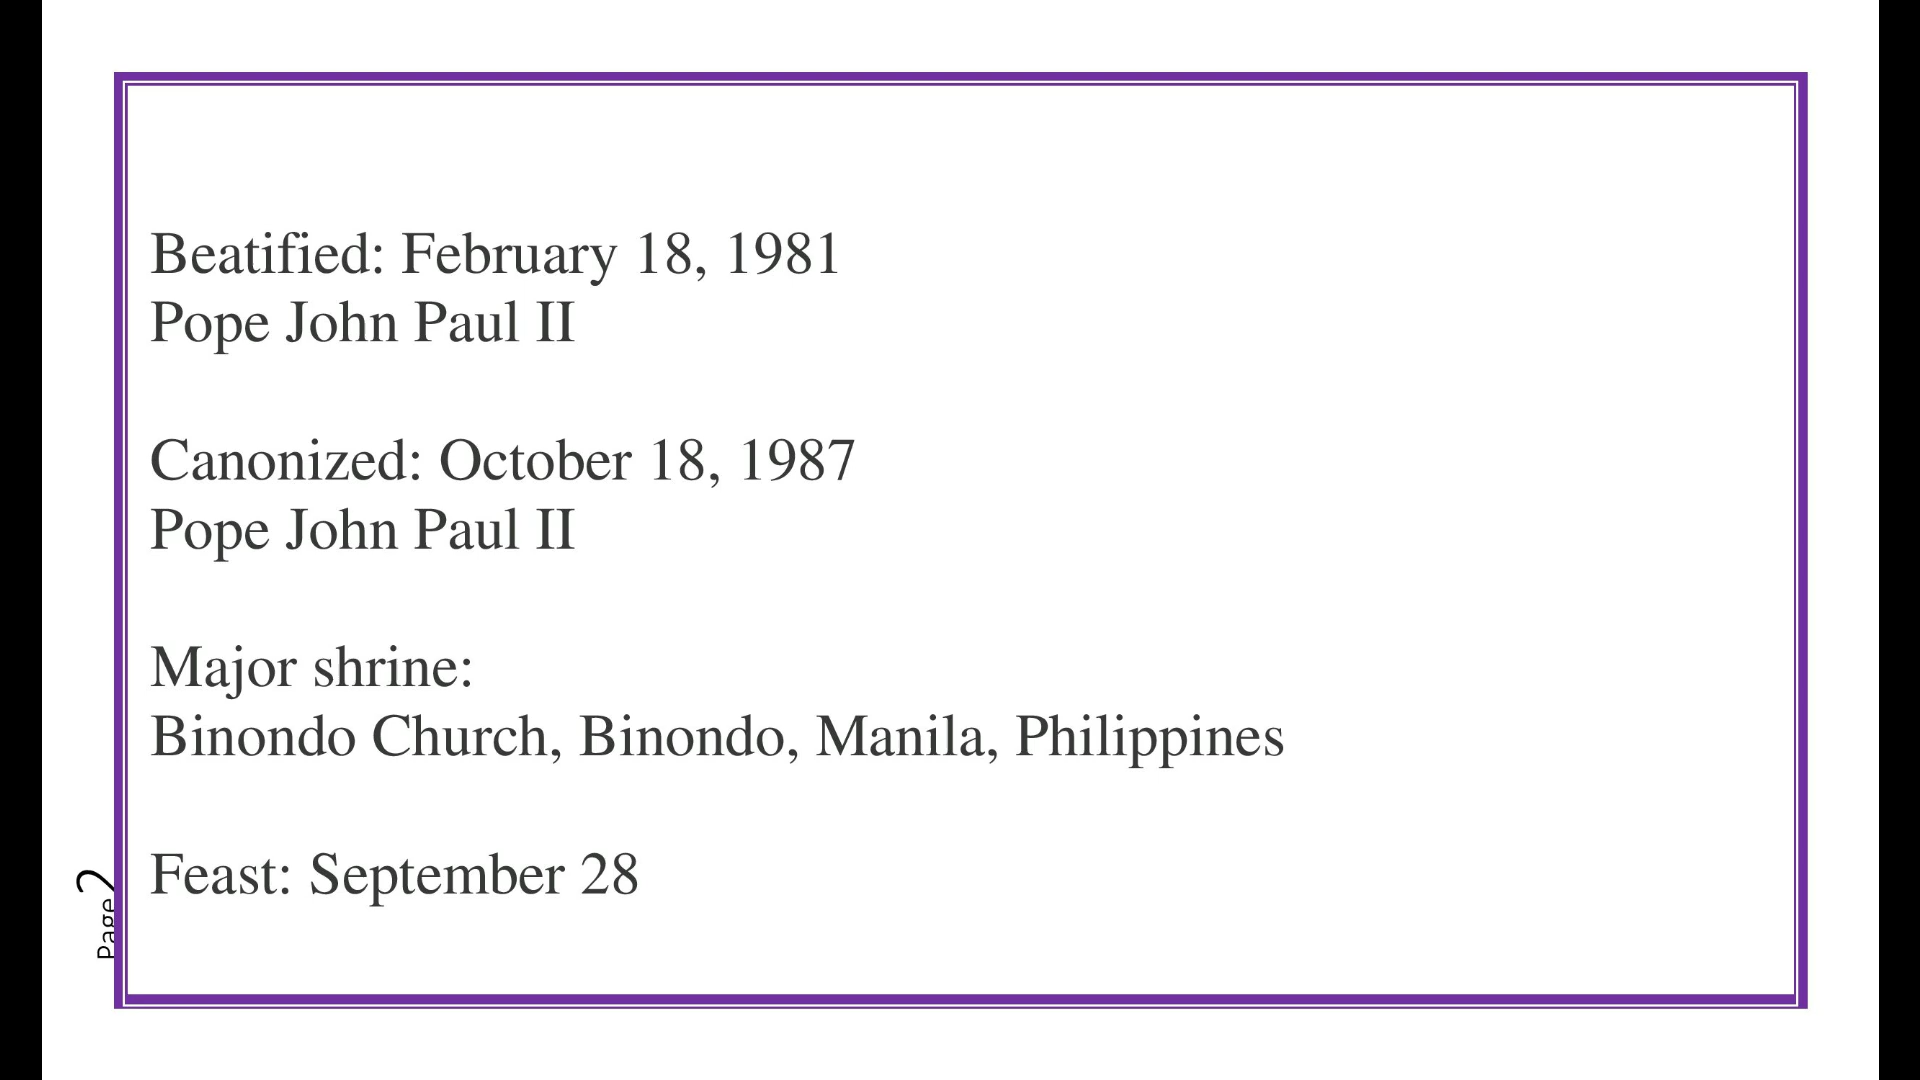 Beatified: February 18, 1981
Pope John Paul II
Canonized: October 18, 1987
Pope John Paul II
Major shrine:
Binondo Church, Binondo, Manila, Philippines
Feast: September 28
Page 2